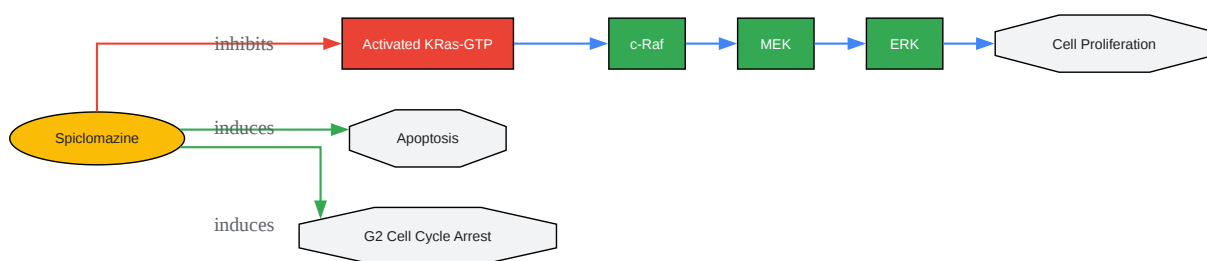 inhibits
Activated KRas-GTP
c-Raf
MEK
ERK
Cell Proliferation
Spiclomazine
induces
Apoptosis
induces
G2 Cell Cycle Arrest